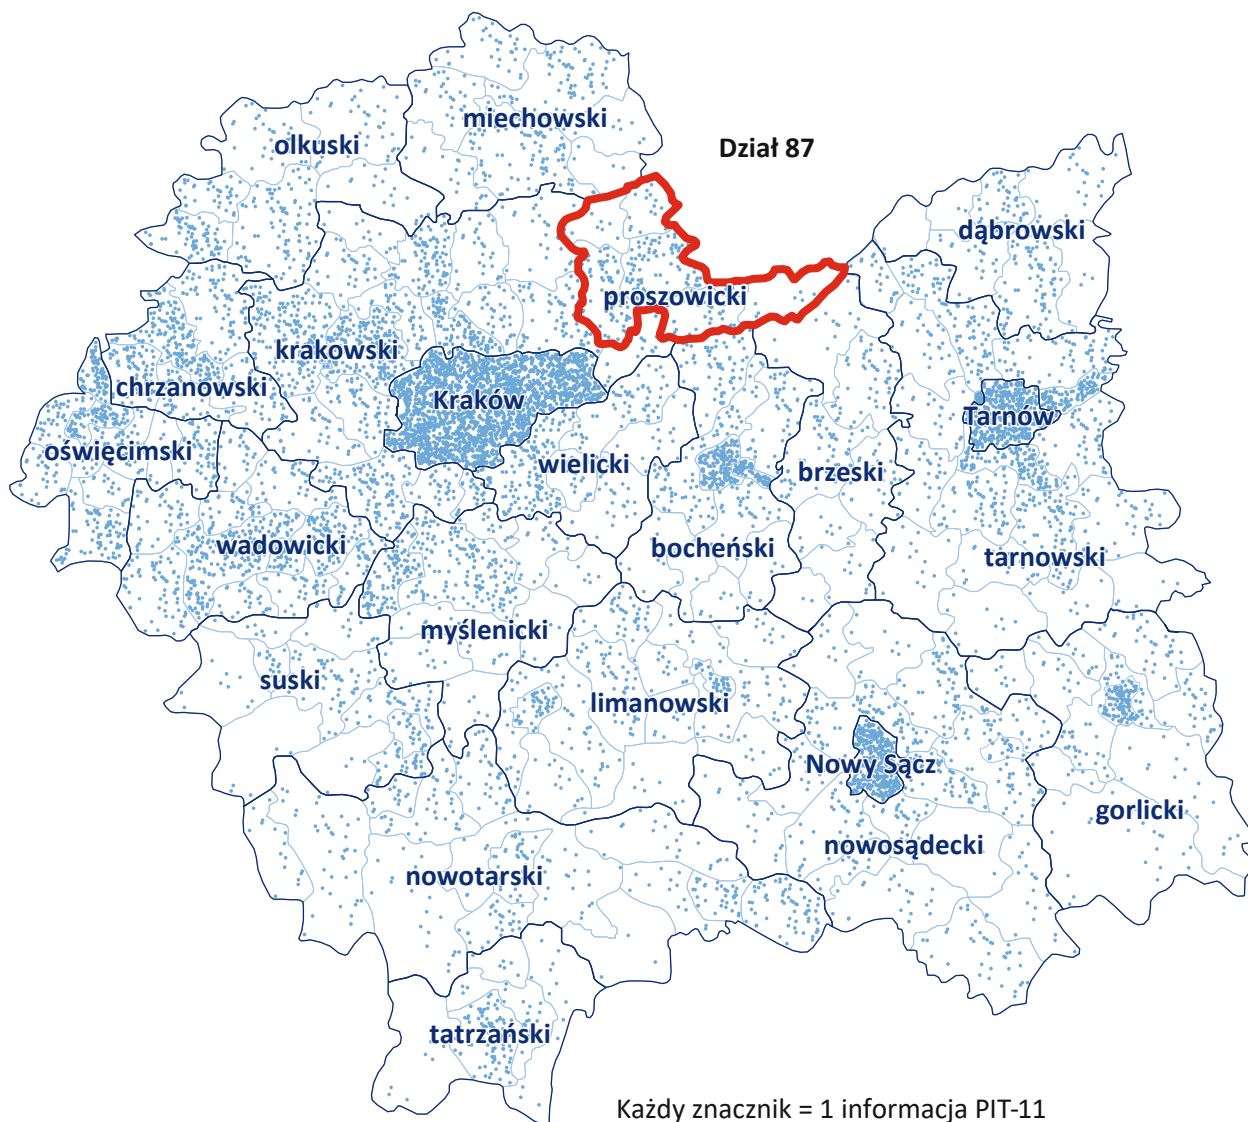 miechowski
olkuski
Dział 87
dąbrowski
proszowicki
krakowski
chrzanowski
Kraków
Tarnów
oświęcimski
wielicki
brzeski
wadowicki
bocheński
tarnowski
myślenicki
suski
limanowski
Nowy Sącz
gorlicki
nowosądecki
nowotarski
tatrzański
Każdy znacznik = 1 informacja PIT-11